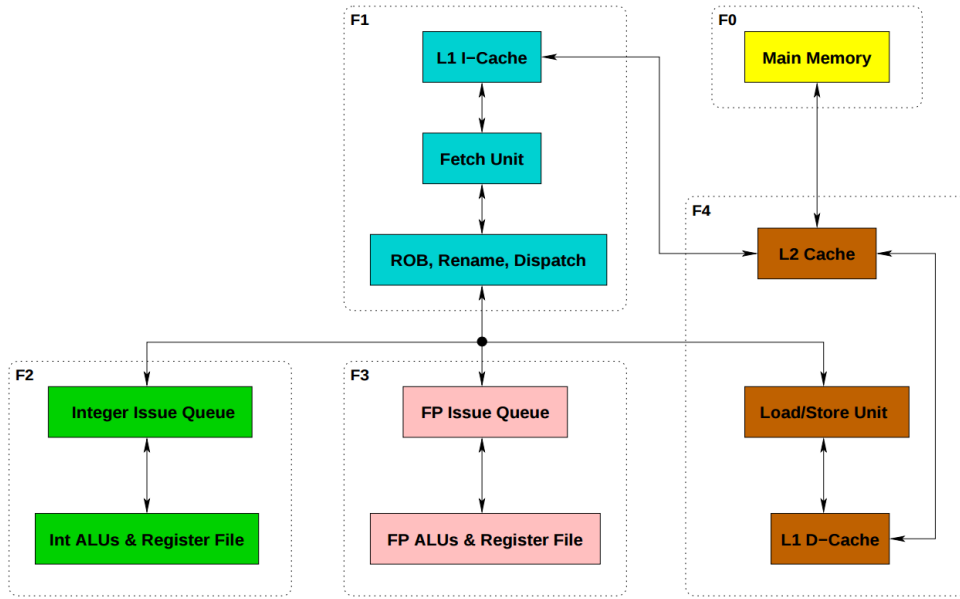 F1
L1 I−Cache
Fetch Unit
ROB, Rename, Dispatch
F0
Main Memory
F4
L2 Cache
Load/Store Unit
L1 D−Cache
F2
Integer Issue Queue
Int ALUs & Register File
F3
FP Issue Queue
FP ALUs & Register File